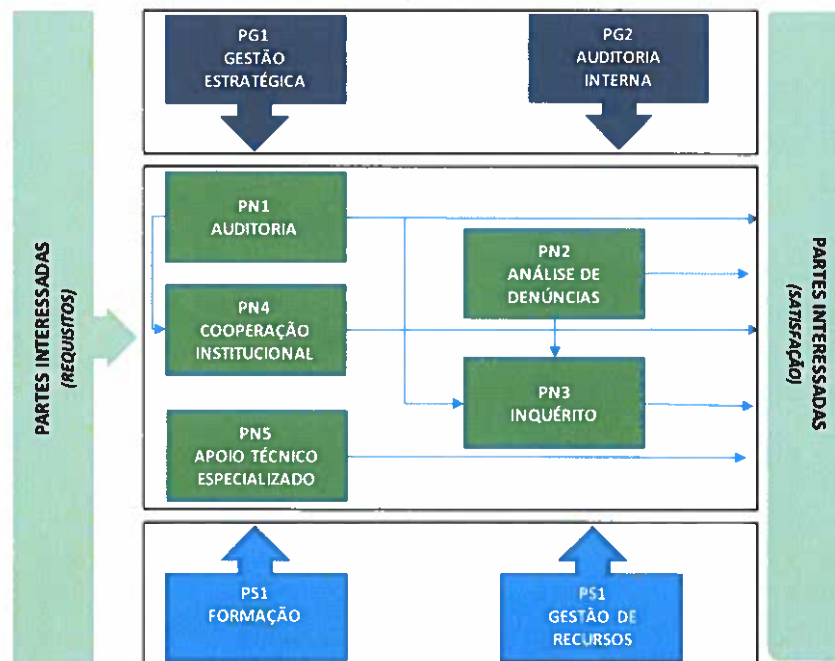 PARTES INTERESSADAS
(REQUISITOS)
PG1
GESTÃO
ESTRATÉGICA
PG2
AUDITORIA
INTERNA
PN1
AUDITORIA
PN2
ANÁLISE DE
DENÚNCIAS
PN4
COOPERAÇÃO
INSTITUCIONAL
PN3
INQUÉRITO
PN5
APOIO TÉCNICO
ESPECIALIZADO
PS1
FORMAÇÃO
PS1
GESTÃO DE
RECURSOS
PARTES INTERESSADAS
(SATISFAÇÃO)